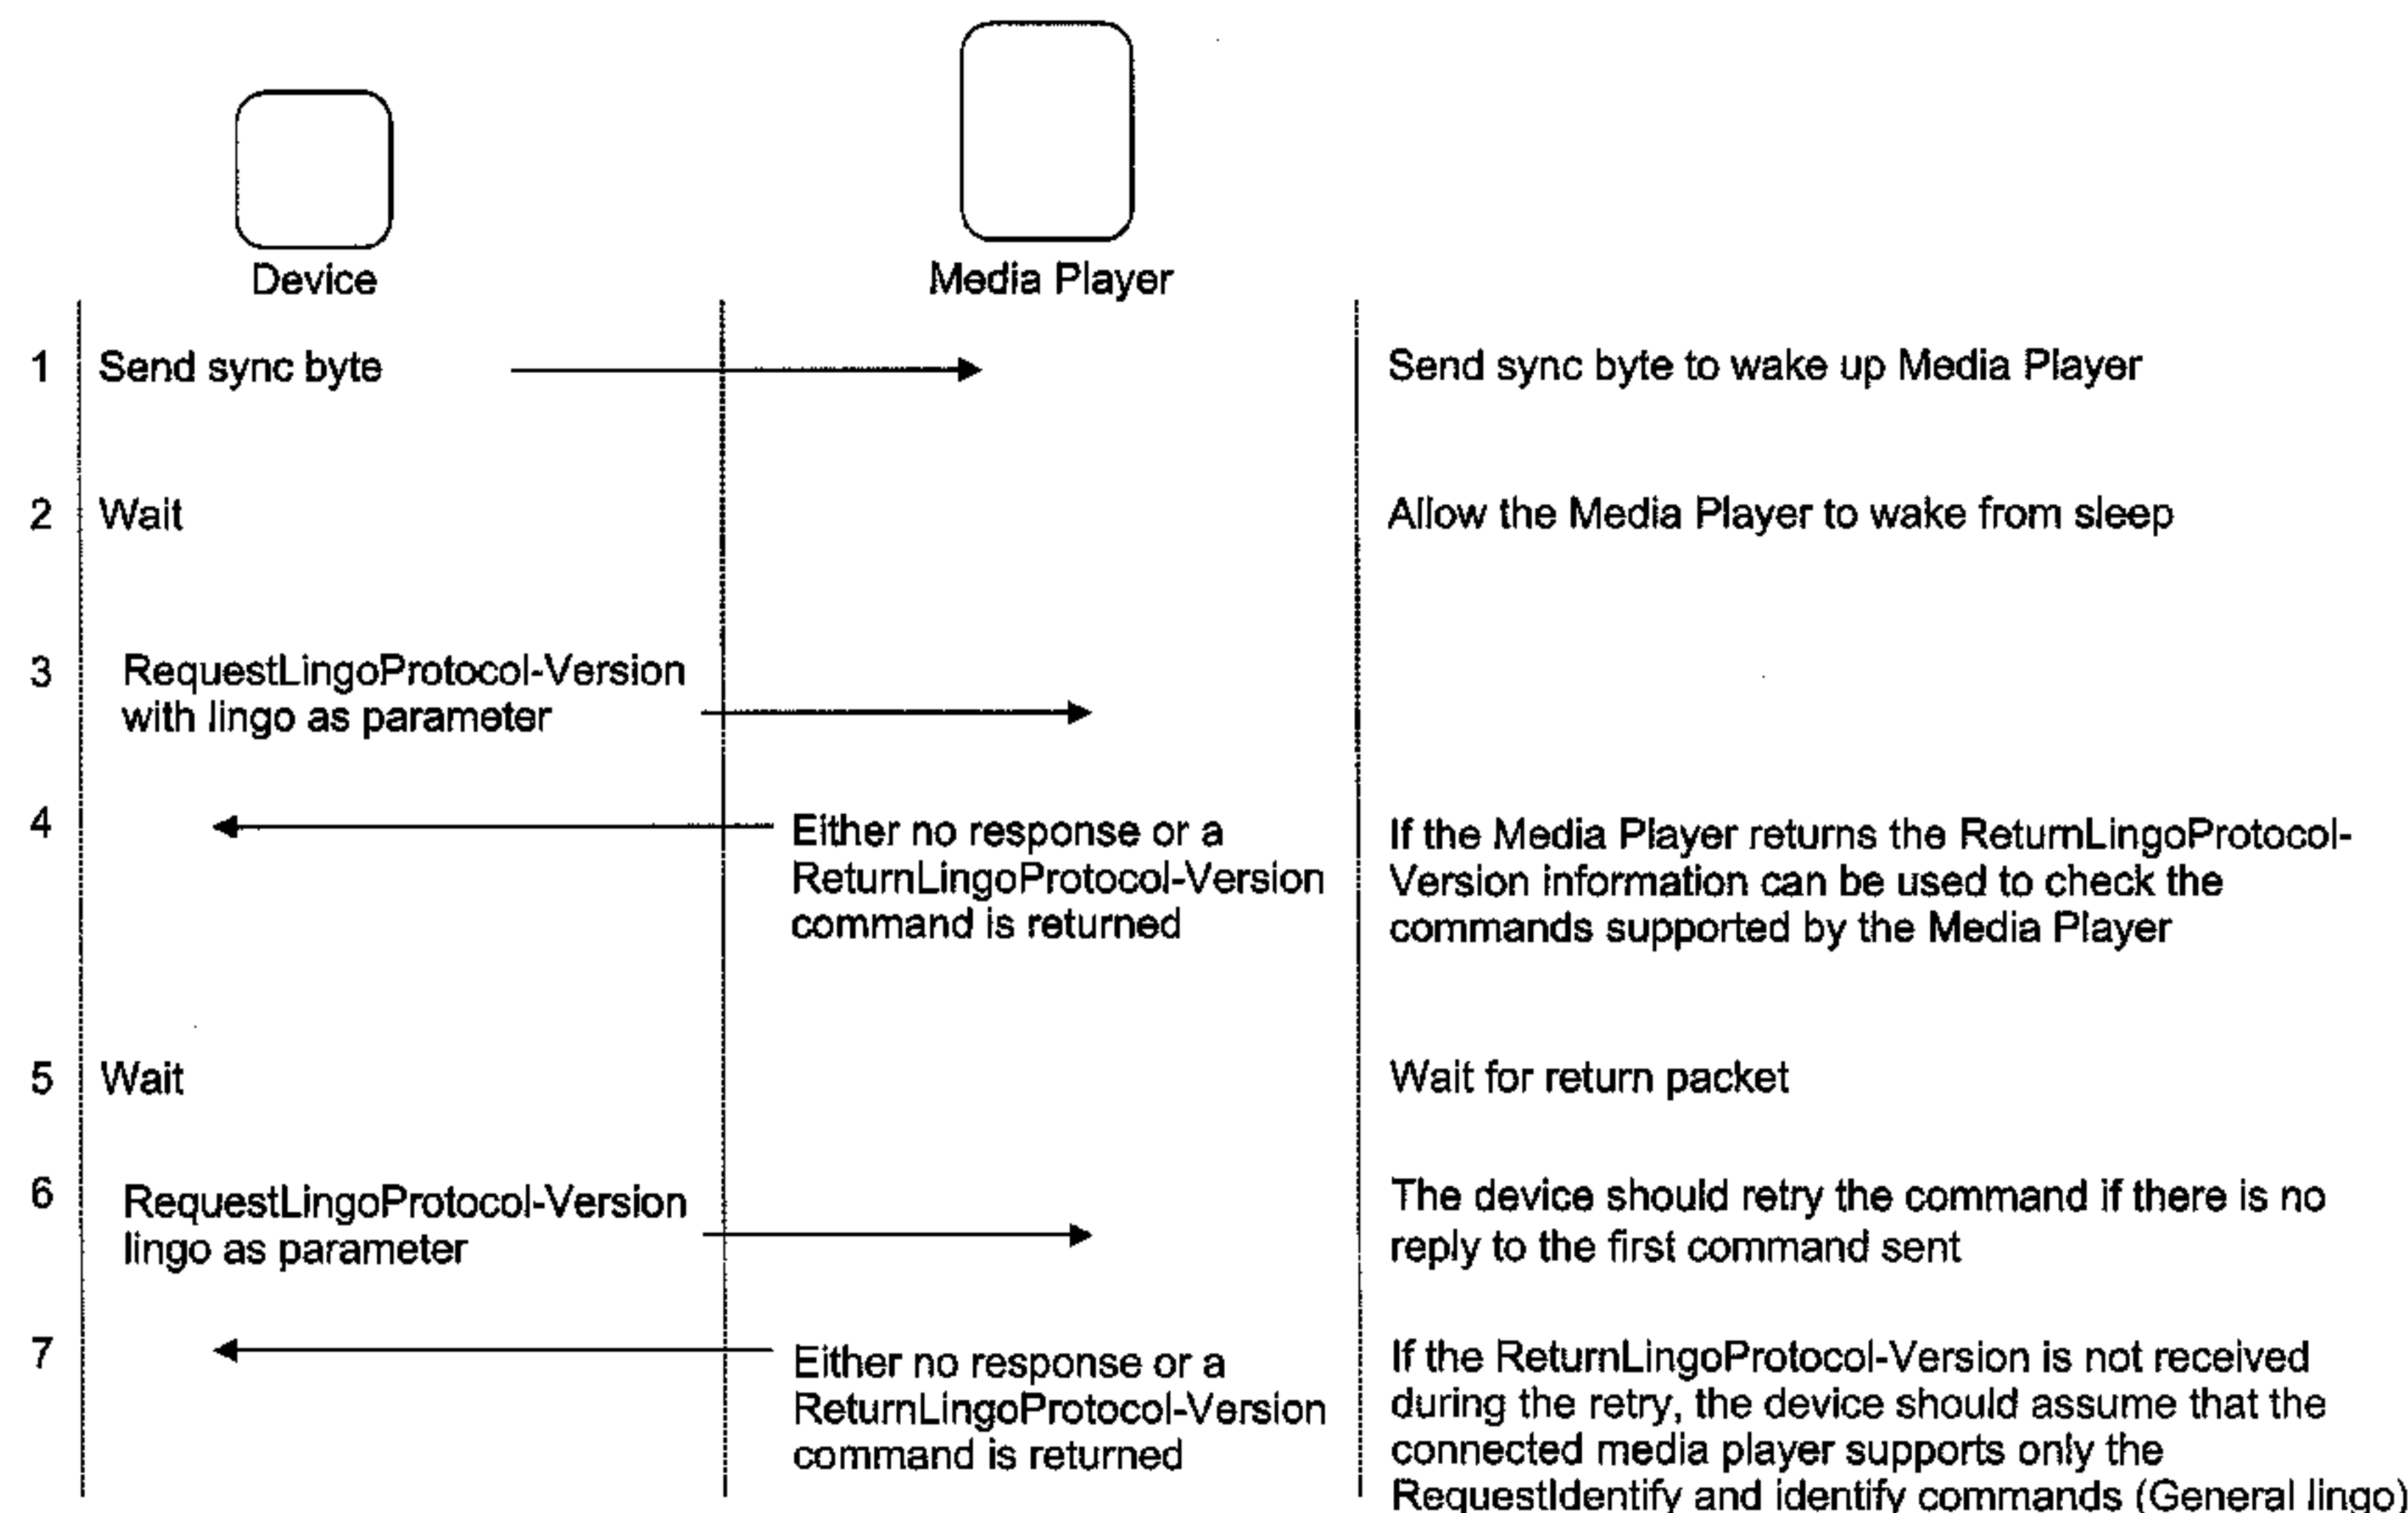 Device
Media Player
1 Send sync byte Send sync byte to wake up Media Player
2 Wait Allow the Media Player to wake from sleep
3 RequestLingoProtocol-Version
with lingo as parameter
4 Either no response or a
ReturnLingoProtocol-Version
command is returned
If the Media Player returns the ReturnLingoProtocol-
Version information can be used to check the
commands supported by the Media Player
5 Wait Wait for return packet
6 RequestLingoProtocol-Version
lingo as parameter
The device should retry the command if there is no
reply to the first command sent
7 Either no response or a
ReturnLingoProtocol-Version
command is returned
If the ReturnLingoProtocol-Version is not received
during the retry, the device should assume that the
connected media player supports only the
RequestIdentify and identify commands (General lingo)